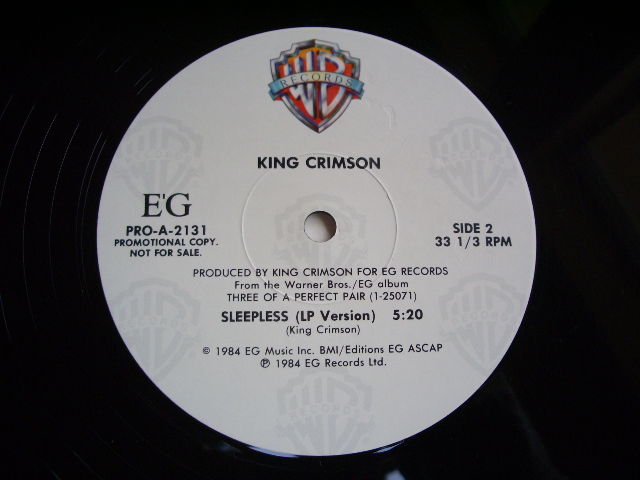 WB
RECORDS
KING CRIMSON
E'G
PRO-A-2131
PROMOTIONAL COPY.
NOT FOR SALE.
SIDE 2
33 1/3 RPM
PRODUCED BY KING CRIMSON FOR EG RECORDS
From the Warner Bros./EG album
THREE OF A PERFECT PAIR (1-25071)
SLEEPLESS (LP Version) 5:20
(King Crimson)
© 1984 EG Music Inc. BMI/Editions EG ASCAP
℗ 1984 EG Records Ltd.